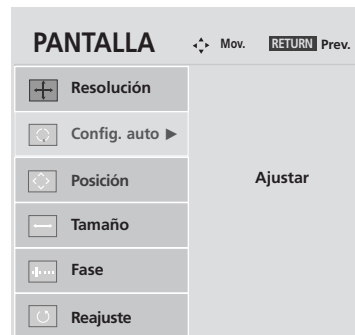 PANTALLA Mov. RETURN Prev.
Resolución
Config. auto ►
Posición
Tamaño
Fase
Reajuste
Ajustar